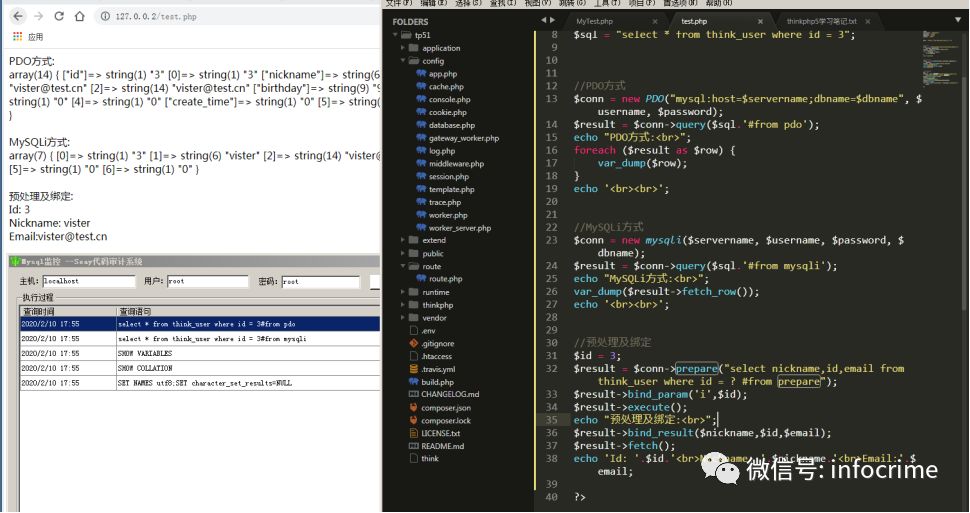 文件(F) 编辑(E) 选择(S) 查找(I) 视图(V) 跳转(G) 工具(T) 项目(P) 首选项(N) 帮助(H)
127.0.0.2/test.php
应用
PDO方式:
array(14) { ["id"]=> string(1) "3" [0]=> string(1) "3" ["nickname"]=> string(6
"vister@test.cn" [2]=> string(14) "vister@test.cn" ["birthday"]=> string(9) "9
string(1) "0" [4]=> string(1) "0" ["create_time"]=> string(1) "0" [5]=> string(
}
MySQLi方式:
array(7) { [0]=> string(1) "3" [1]=> string(6) "vister" [2]=> string(14) "vister@
[5]=> string(1) "0" [6]=> string(1) "0" }
预处理及绑定:
Id: 3
Nickname: vister
Email:vister@test.cn
Mysql监控 --Seay代码审计系统
主机: localhost 用户: root 密码: root
执行过程
查询时间 查询语句
2020/2/10 17:55 select * from think_user where id = 3#from pdo
2020/2/10 17:55 select * from think_user where id = 3#from mysqli
2020/2/10 17:55 SHOW VARIABLES
2020/2/10 17:55 SHOW COLLATION
2020/2/10 17:55 SET NAMES utf8;SET character_set_results=NULL
FOLDERS
tp51
application
config
app.php
cache.php
console.php
cookie.php
database.php
gateway_worker.php
log.php
middleware.php
session.php
template.php
trace.php
worker.php
worker_server.php
extend
public
route
route.php
runtime
thinkphp
vendor
.env
.gitignore
.htaccess
.travis.yml
build.php
CHANGELOG.md
composer.json
composer.lock
LICENSE.txt
README.md
think
MyTest.php test.php thinkphp5学习笔记.txt
8 $sql = "select * from think_user where id = 3";
9
10
11
12 //PDO方式
13 $conn = new PDO("mysql:host=$servername;dbname=$dbname", $
username, $password);
14 $result = $conn->query($sql.'#from pdo');
15 echo "PDO方式:<br>";
16 foreach ($result as $row) {
17 var_dump($row);
18 }
19 echo '<br><br>';
20
21
22 //MySQLi方式
23 $conn = new mysqli($servername, $username, $password, $
dbname);
24 $result = $conn->query($sql.'#from mysqli');
25 echo "MySQLi方式:<br>";
26 var_dump($result->fetch_row());
27 echo '<br><br>';
28
29
30 //预处理及绑定
31 $id = 3;
32 $result = $conn->prepare("select nickname,id,email from
think_user where id = ? #from prepare");
33 $result->bind_param('i',$id);
34 $result->execute();
35 echo "预处理及绑定:<br>";
36 $result->bind_result($nickname,$id,$email);
37 $result->fetch();
38 echo 'Id: '.$id.'<br> $nickname.'<br>Email:'.$
email;
39
40 ?>
微信号: infocrime